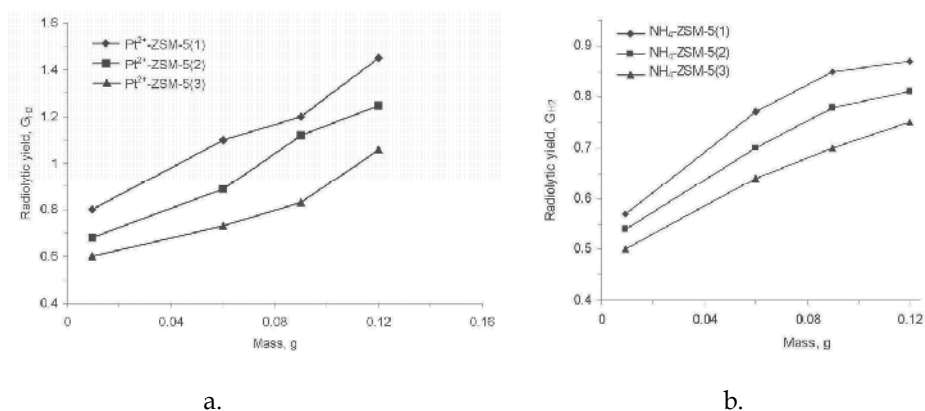 1.6
1.4
1.2
1
0.8
0.6
0.4
0
0.04
0.08
0.12
0.16
Radiolytic yield, G
Mass, g
Pt2+-ZSM-5(1)
Pt2+-ZSM-5(2)
Pt2+-ZSM-5(3)
a.
0.9
0.8
0.7
0.6
0.5
0.4
0
0.04
0.08
0.12
Radiolytic yield, GH2
Mass, g
NH4-ZSM-5(1)
NH4-ZSM-5(2)
NH4-ZSM-5(3)
b.